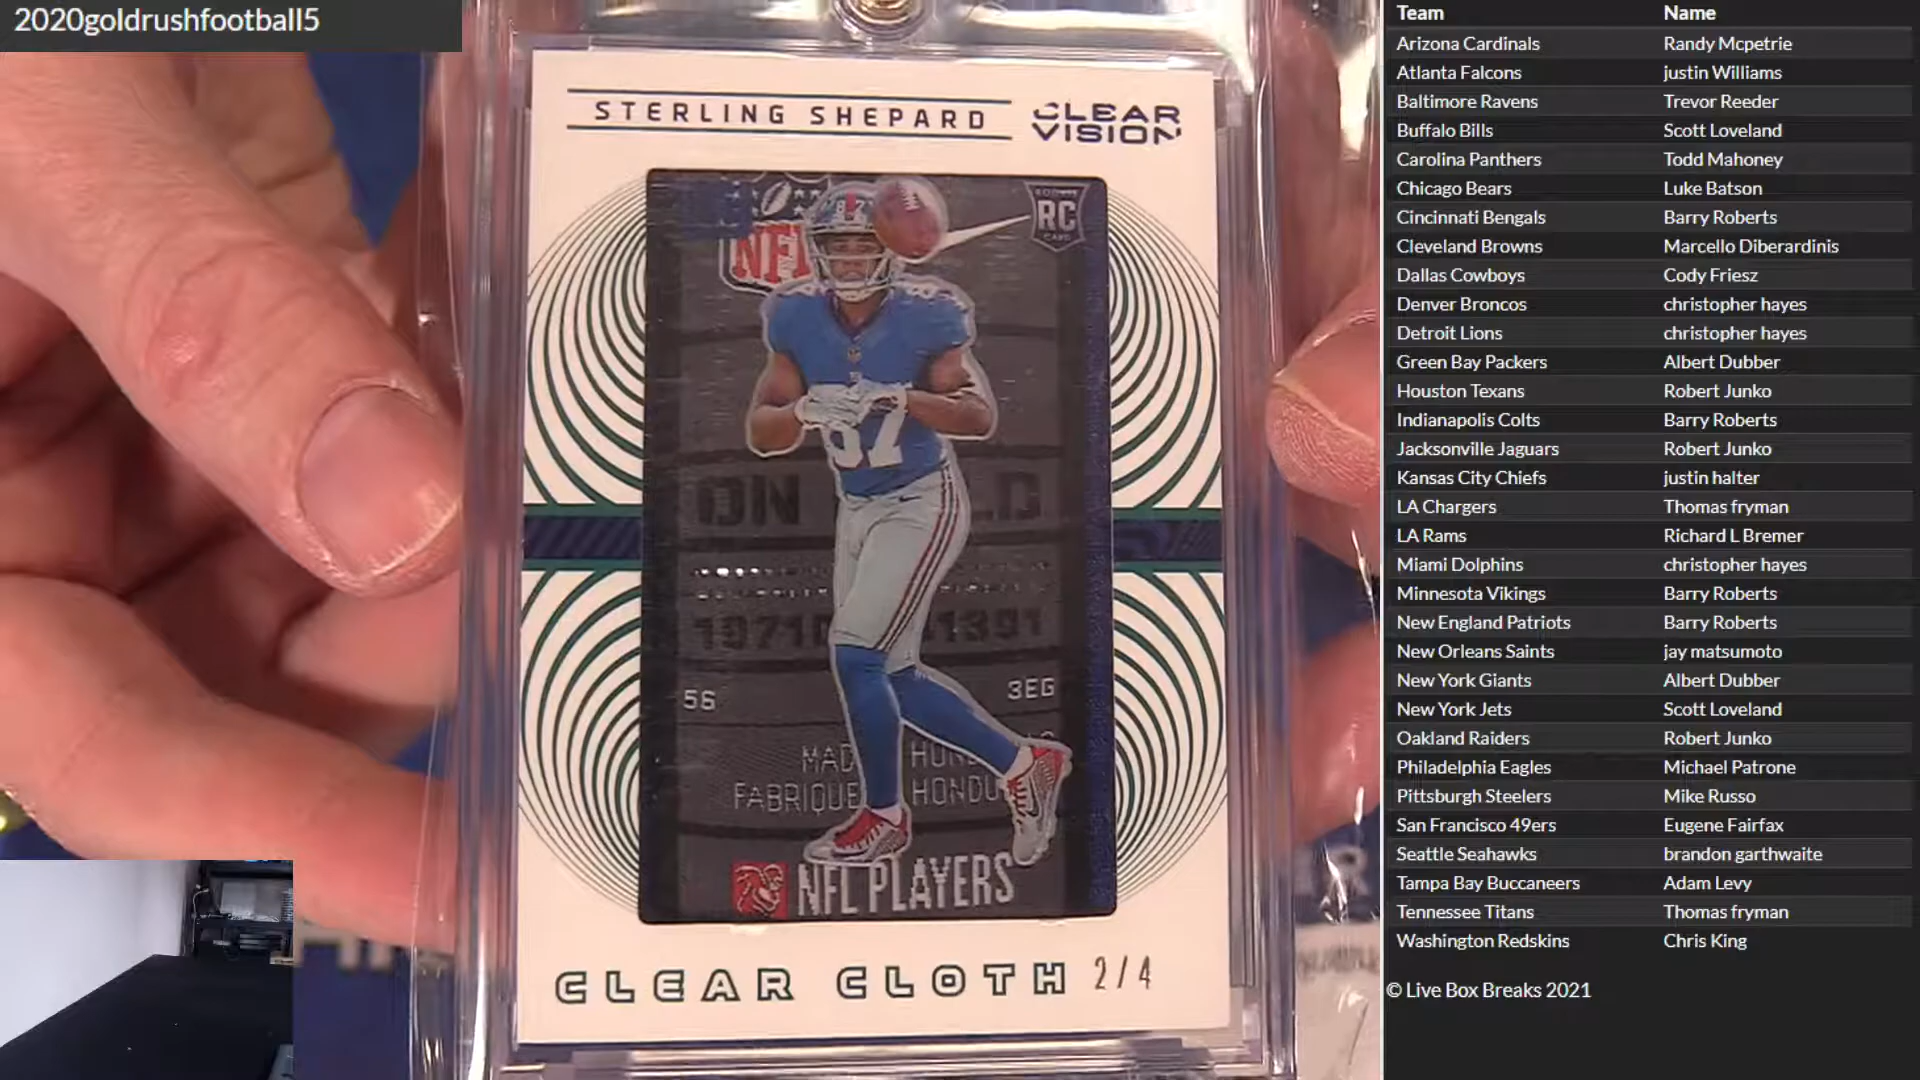 2020goldrushfootball5
STERLING SHEPARD
CLEAR
VISION
RC
CARD
NFL
87
ON
56
3EG
FABRIQUE
NFL PLAYERS
CLEAR CLOTH 2/4
Team Name
Arizona Cardinals Randy Mcpetrie
Atlanta Falcons justin Williams
Baltimore Ravens Trevor Reeder
Buffalo Bills Scott Loveland
Carolina Panthers Todd Mahoney
Chicago Bears Luke Batson
Cincinnati Bengals Barry Roberts
Cleveland Browns Marcello Diberardinis
Dallas Cowboys Cody Friesz
Denver Broncos christopher hayes
Detroit Lions christopher hayes
Green Bay Packers Albert Dubber
Houston Texans Robert Junko
Indianapolis Colts Barry Roberts
Jacksonville Jaguars Robert Junko
Kansas City Chiefs justin halter
LA Chargers Thomas fryman
LA Rams Richard L Bremer
Miami Dolphins christopher hayes
Minnesota Vikings Barry Roberts
New England Patriots Barry Roberts
New Orleans Saints jay matsumoto
New York Giants Albert Dubber
New York Jets Scott Loveland
Oakland Raiders Robert Junko
Philadelphia Eagles Michael Patrone
Pittsburgh Steelers Mike Russo
San Francisco 49ers Eugene Fairfax
Seattle Seahawks brandon garthwaite
Tampa Bay Buccaneers Adam Levy
Tennessee Titans Thomas fryman
Washington Redskins Chris King
© Live Box Breaks 2021